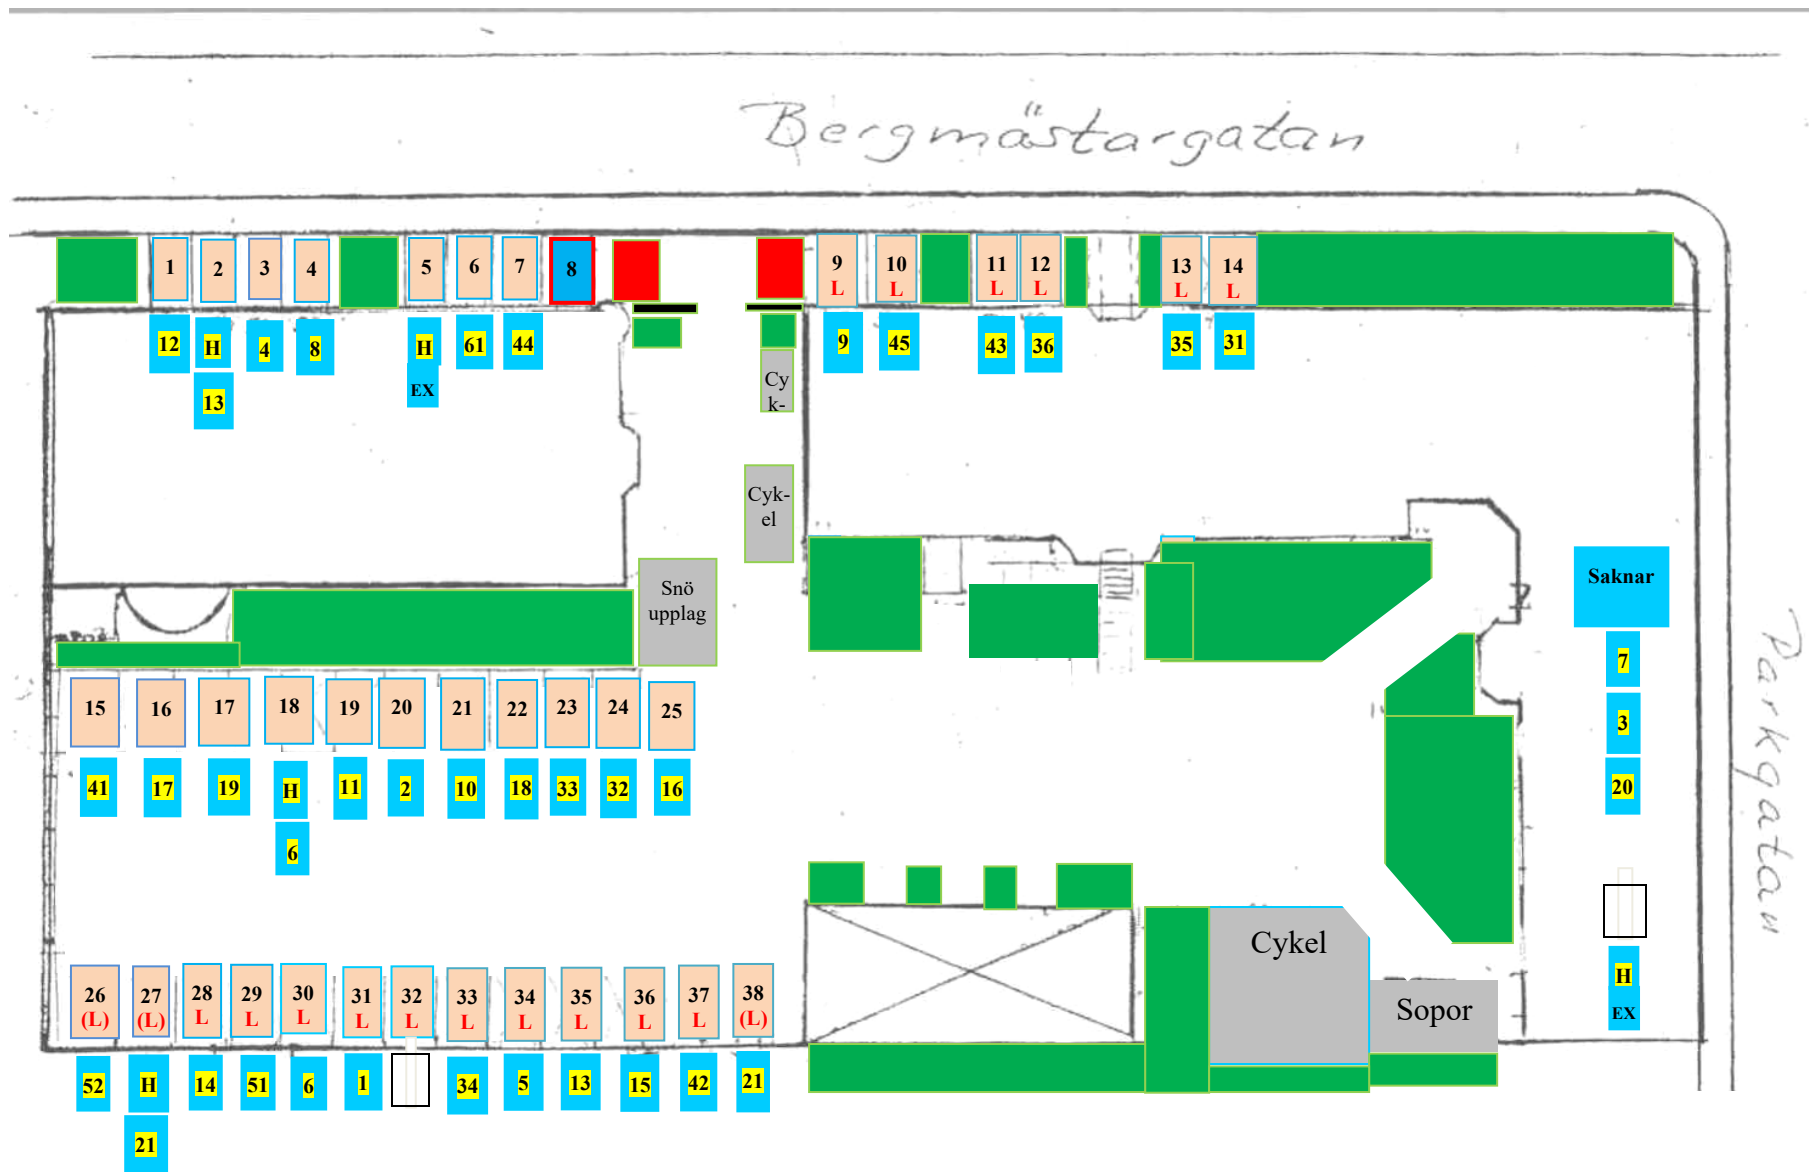 Bergmästargatan
1 2 3 4 5 6 7 8 9 10 11 12 13 14
L L L L L L
12 H 4 8 H 61 44 9 45 43 36 35 31
13 EX
Cy
k-
Cyk-
el
Snö
upplag
Saknar
7
3
20
H
EX
Parkgatan
15 16 17 18 19 20 21 22 23 24 25
41 17 19 H 11 2 10 18 33 32 16
6
Cykel
Sopor
26 27 28 29 30 31 32 33 34 35 36 37 38
(L) (L) L L L L L L L L L L (L)
52 H 14 51 6 1 34 5 13 15 42 21
21